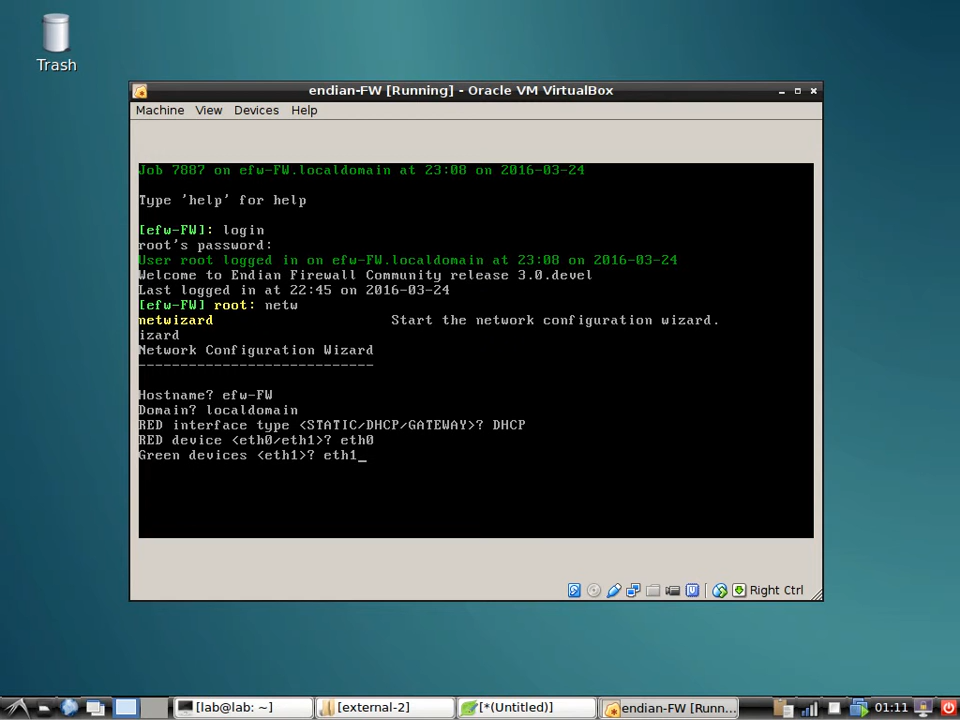 Trash
endian-FW [Running] - Oracle VM VirtualBox
Machine View Devices Help
Job 7887 on efw-FW.localdomain at 23:08 on 2016-03-24
Type 'help' for help
[efw-FW]: login
root's password:
User root logged in on efw-FW.localdomain at 23:08 on 2016-03-24
Welcome to Endian Firewall Community release 3.0.devel
Last logged in at 22:45 on 2016-03-24
[efw-FW] root: netw
netwizard Start the network configuration wizard.
izard
Network Configuration Wizard
----------------------------
Hostname? efw-FW
Domain? localdomain
RED interface type <STATIC/DHCP/GATEWAY>? DHCP
RED device <eth0/eth1>? eth0
Green devices <eth1>? eth1_
Right Ctrl
[lab@lab: ~] [external-2] [*(Untitled)] endian-FW [Runn... 01:11